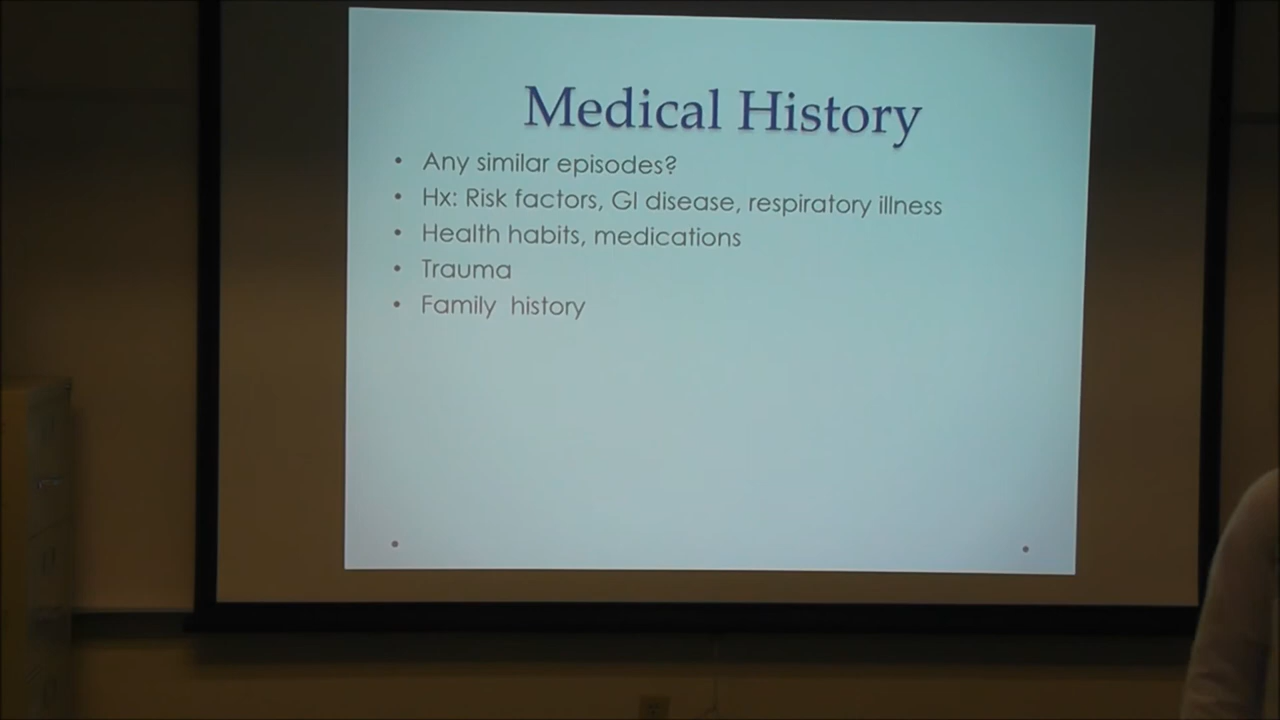 Medical History
• Any similar episodes?
• Hx: Risk factors, GI disease, respiratory illness
• Health habits, medications
• Trauma
• Family history